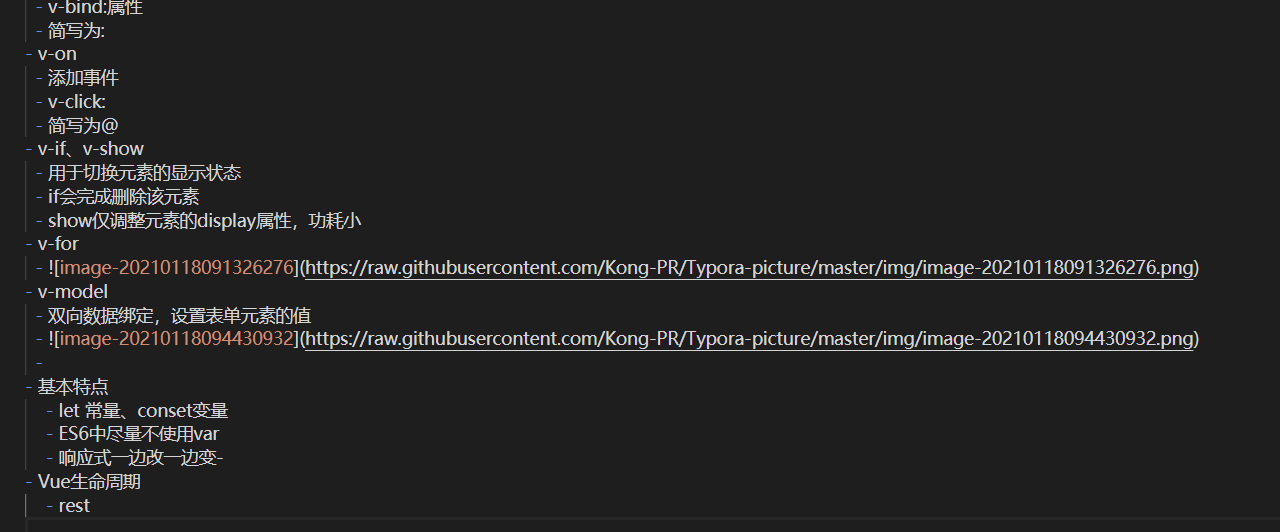 - v-bind:属性
- 简写为:
- v-on
- 添加事件
- v-click:
- 简写为@
- v-if、v-show
- 用于切换元素的显示状态
- if会完成删除该元素
- show仅调整元素的display属性，功耗小
- v-for
- ![image-20210118091326276](https://raw.githubusercontent.com/Kong-PR/Typora-picture/master/img/image-20210118091326276.png)
- v-model
- 双向数据绑定，设置表单元素的值
- ![image-20210118094430932](https://raw.githubusercontent.com/Kong-PR/Typora-picture/master/img/image-20210118094430932.png)
-
- 基本特点
- let 常量、conset变量
- ES6中尽量不使用var
- 响应式一边改一边变-
- Vue生命周期
- rest